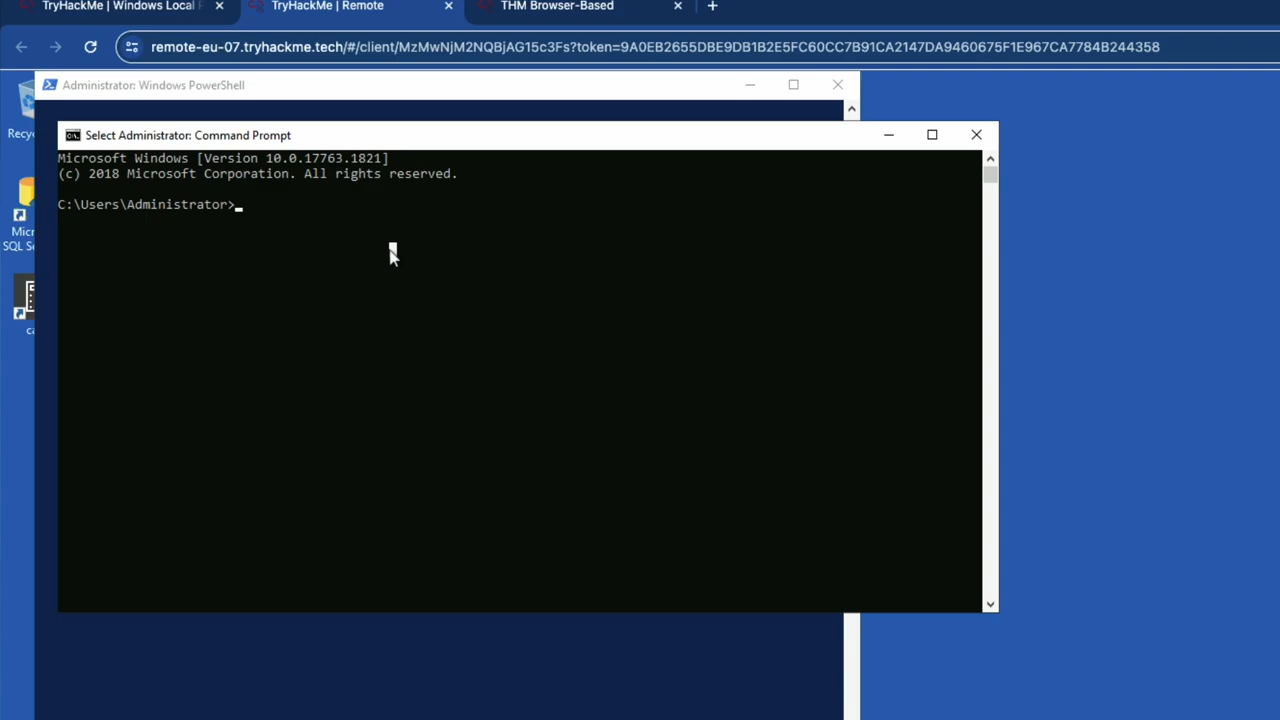 TryHackMe | Windows Local
TryHackMe | Remote
THM Browser-Based
remote-eu-07.tryhackme.tech/#/client/MzMwNjM2NQBjAG15c3Fs?token=9A0EB2655DBE9DB1B2E5FC60CC7B91CA2147DA9460675F1E967CA7784B244358
Administrator: Windows PowerShell
Select Administrator: Command Prompt
Microsoft Windows [Version 10.0.17763.1821]
(c) 2018 Microsoft Corporation. All rights reserved.
C:\Users\Administrator>
Recyc
Micr
SQL Se